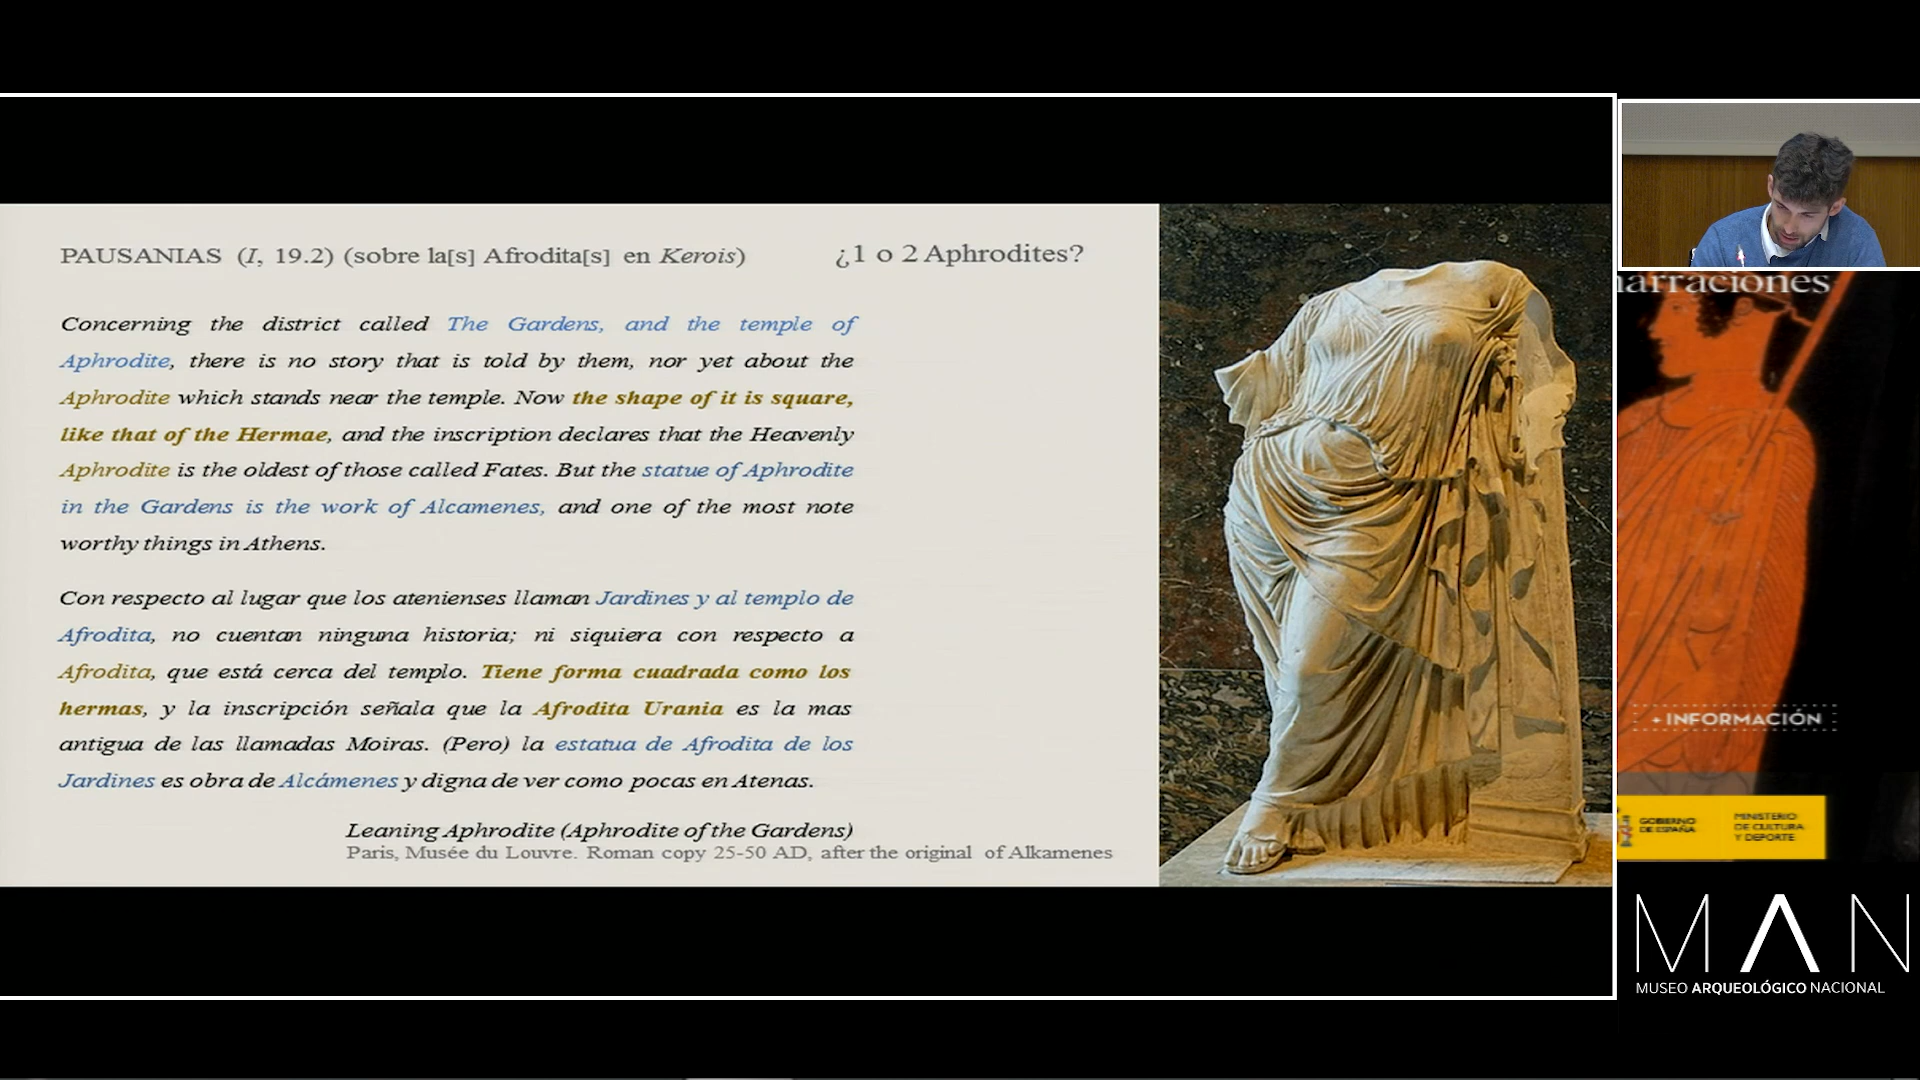 PAUSANIAS (I, 19.2) (sobre la[s] Afrodita[s] en Kerois)
¿1 o 2 Aphrodites?
Concerning the district called The Gardens, and the temple of
Aphrodite, there is no story that is told by them, nor yet about the
Aphrodite which stands near the temple. Now the shape of it is square,
like that of the Hermae, and the inscription declares that the Heavenly
Aphrodite is the oldest of those called Fates. But the statue of Aphrodite
in the Gardens is the work of Alcamenes, and one of the most note
worthy things in Athens.
Con respecto al lugar que los atenienses llaman Jardines y al templo de
Afrodita, no cuentan ninguna historia; ni siquiera con respecto a
Afrodita, que está cerca del templo. Tiene forma cuadrada como los
hermas, y la inscripción señala que la Afrodita Urania es la mas
antigua de las llamadas Moiras. (Pero) la estatua de Afrodita de los
Jardines es obra de Alcámenes y digna de ver como pocas en Atenas.
Leaning Aphrodite (Aphrodite of the Gardens)
Paris, Musée du Louvre. Roman copy 25-50 AD, after the original of Alkamenes
narraciones
+ INFORMACIÓN
GOBIERNO
DE ESPAÑA
MINISTERIO
DE CULTURA
Y DEPORTE
MAN
MUSEO ARQUEOLÓGICO NACIONAL